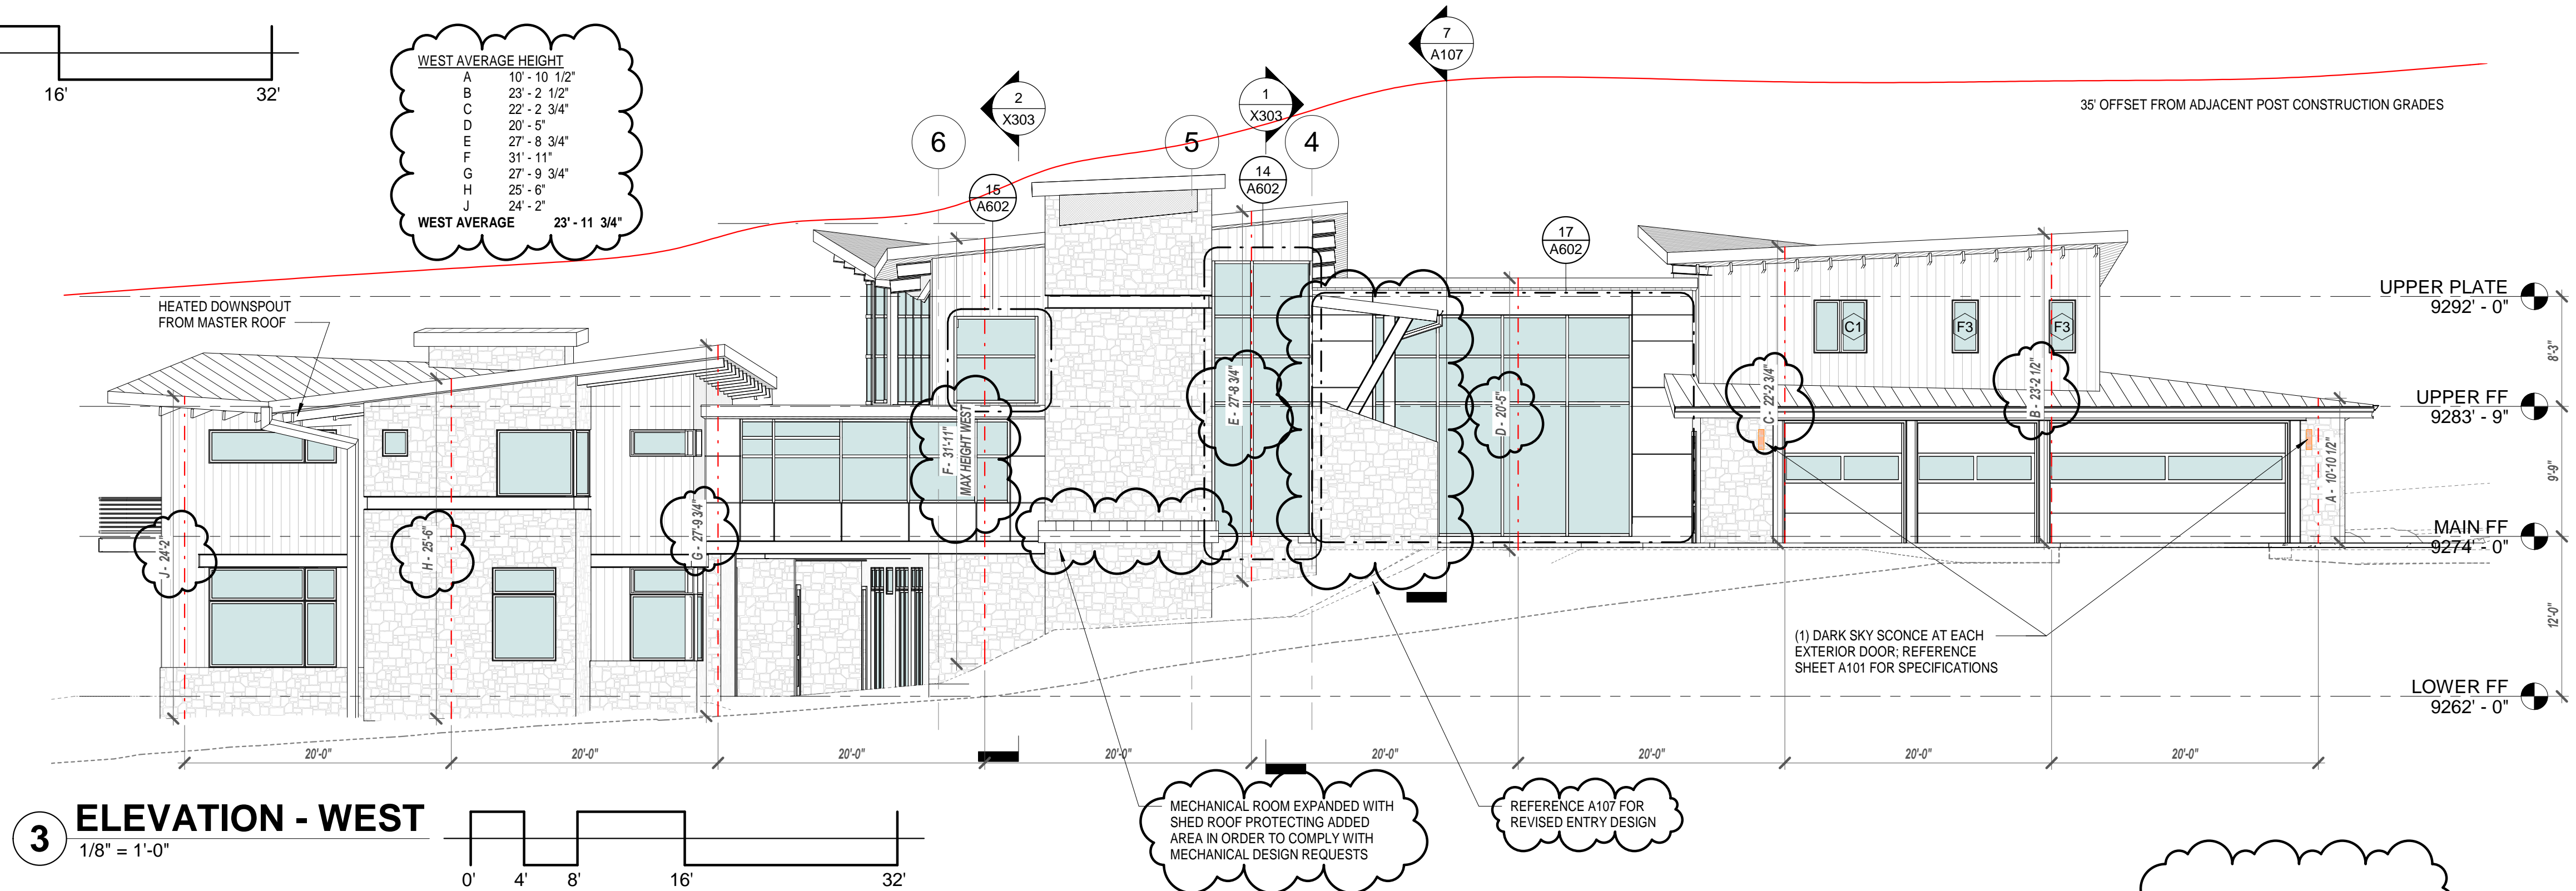 16'
32'
WEST AVERAGE HEIGHT
A 10' - 10 1/2"
B 23' - 2 1/2"
C 22' - 2 3/4"
D 20' - 5"
E 27' - 8 3/4"
F 31' - 11"
G 27' - 9 3/4"
H 25' - 6"
J 24' - 2"
WEST AVERAGE 23' - 11 3/4"
7
A107
2
X303
1
X303
35' OFFSET FROM ADJACENT POST CONSTRUCTION GRADES
6
5
4
15
A602
14
A602
17
A602
HEATED DOWNSPOUT
FROM MASTER ROOF
UPPER PLATE
9292' - 0"
C1
F3
F3
8'-3"
UPPER FF
9283' - 9"
9'-9"
MAIN FF
9274' - 0"
12'-0"
LOWER FF
9262' - 0"
J - 24'-2"
H - 25'-6"
G - 27'-9 3/4"
F - 31'-11"
MAX HEIGHT WEST
E - 27'-8 3/4"
D - 20'-5"
C - 22'-2 3/4"
B - 23'-2 1/2"
A - 10'-10 1/2"
(1) DARK SKY SCONCE AT EACH
EXTERIOR DOOR; REFERENCE
SHEET A101 FOR SPECIFICATIONS
20'-0"
20'-0"
20'-0"
20'-0"
20'-0"
20'-0"
20'-0"
20'-0"
3
ELEVATION - WEST
1/8" = 1'-0"
0'
4'
8'
16'
32'
MECHANICAL ROOM EXPANDED WITH
SHED ROOF PROTECTING ADDED
AREA IN ORDER TO COMPLY WITH
MECHANICAL DESIGN REQUESTS
REFERENCE A107 FOR
REVISED ENTRY DESIGN